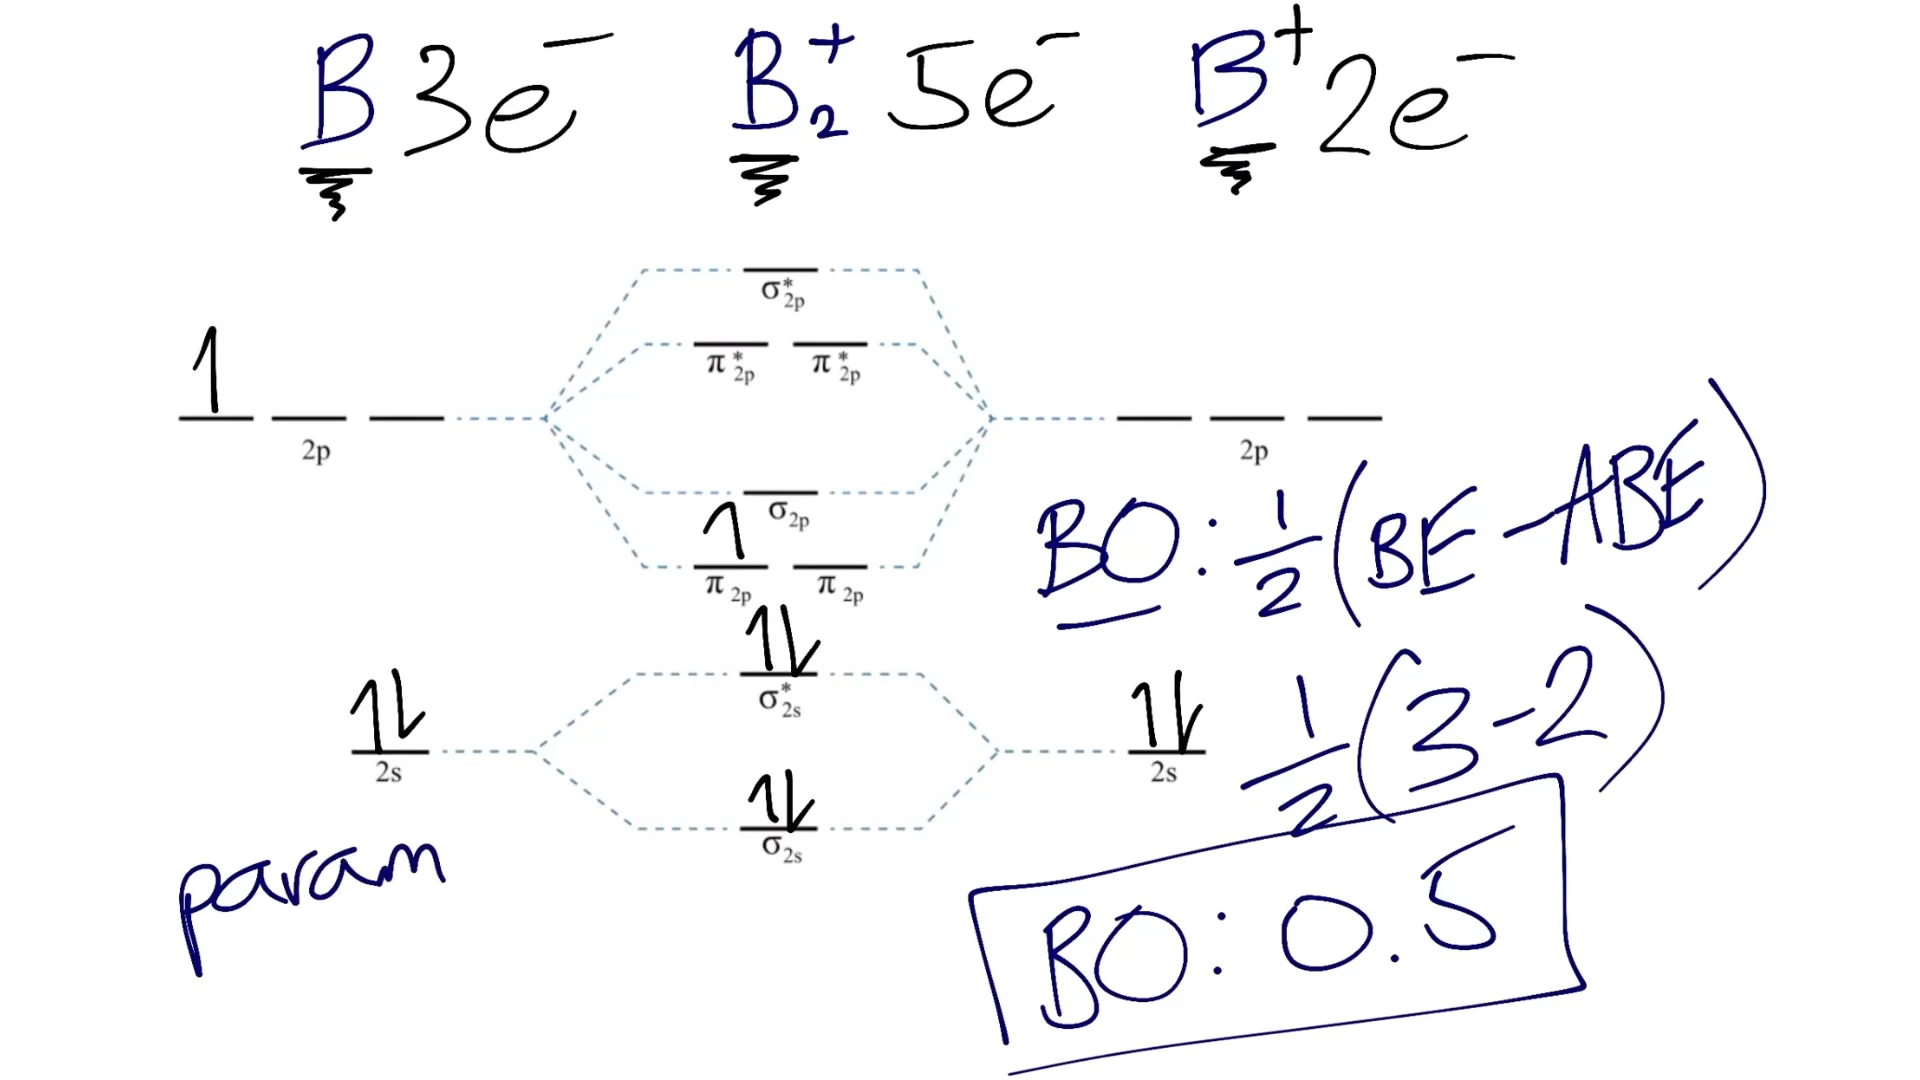 B 3e⁻ B₂⁺ 5e⁻ B⁺ 2e⁻
σ*2p
π*2p π*2p
2p 2p
σ2p
π2p π2p
BO: 1/2 (BE - ABE)
σ*2s
2s 2s
1/2 (3 - 2)
σ2s
param
BO: 0.5